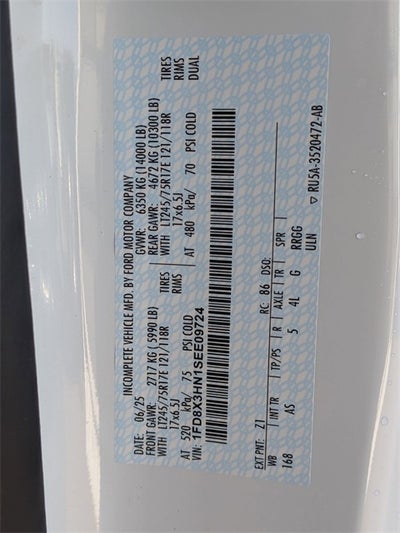 INCOMPLETE VEHICLE MFD. BY FORD MOTOR COMPANY
DATE: 06/25 GVWR: 6350 KG (14000 LB)
FRONT GAWR: 2717 KG (5990 LB) REAR GAWR: 4672 KG (10300 LB)
WITH LT245/75R17E 121/118R TIRES WITH LT245/75R17E 121/118R TIRES
17x6.5J RIMS 17x6.5J RIMS
AT 520 kPa/ 75 PSI COLD AT 480 kPa/ 70 PSI COLD DUAL
VIN: 1FD8X3HN1SEE09724
EXT PNT: Z1 RC: 86 DSO:
WB INT TR TP/PS R AXLE TR SPR
168 AS 5 4L G RRGG
ULN
▽ RU5A-3520472-AB